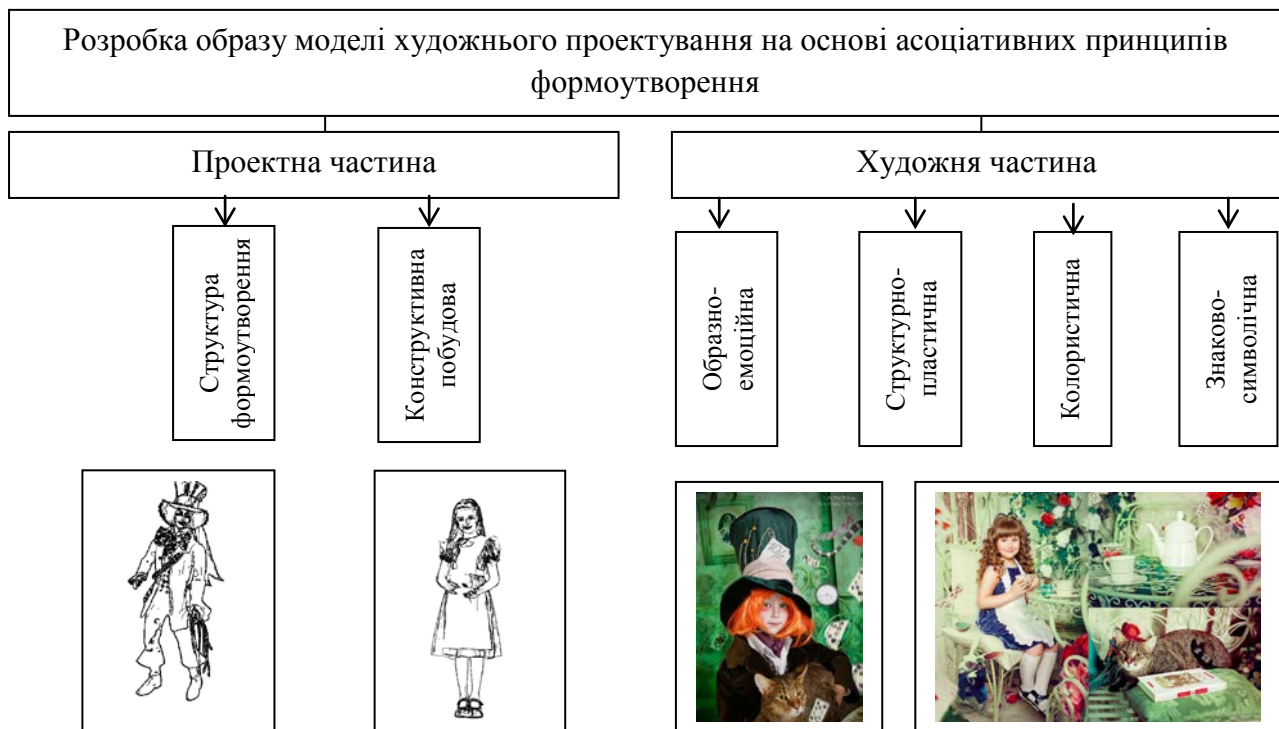 Розробка образу моделі художнього проектування на основі асоціативних принципів
формоутворення
Проектна частина
Художня частина
Структура
формоутворення
Конструктивна
побудова
Образно-
емоційна
Структурно-
пластична
Колористична
Знаково-
символічна